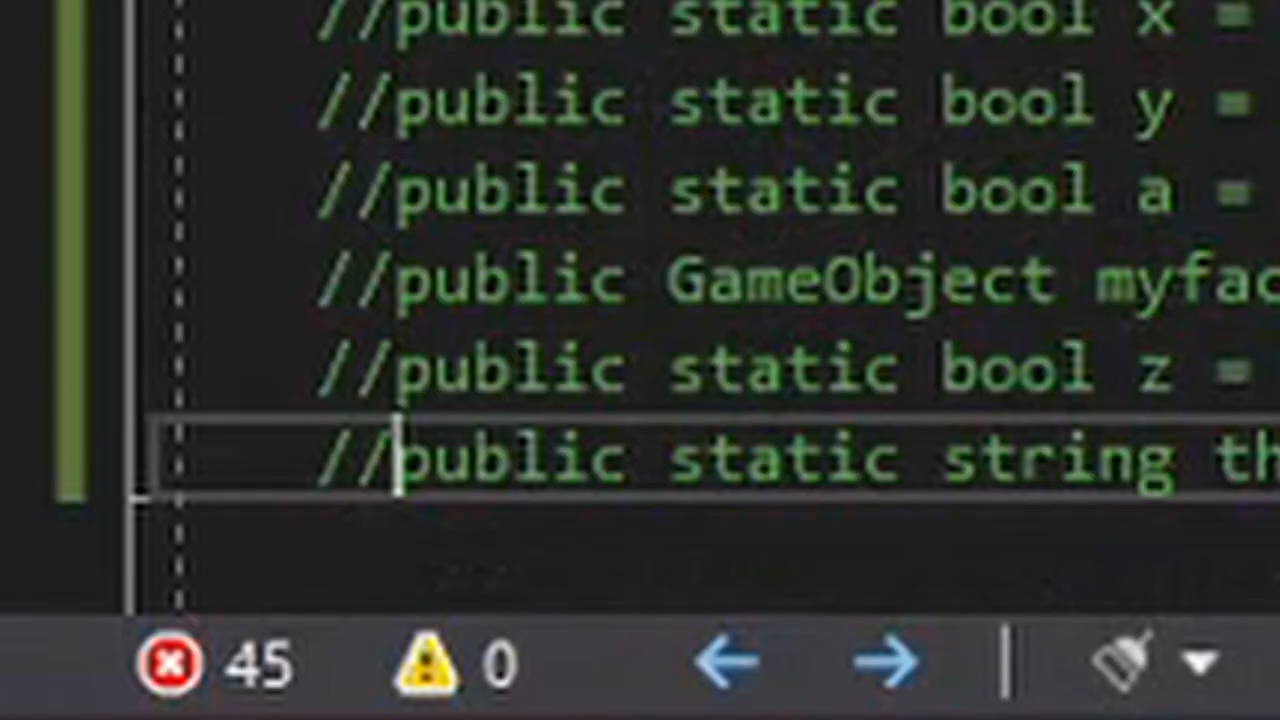 //public static bool x =
//public static bool y =
//public static bool a =
//public GameObject myfac
//public static bool z =
//public static string th
45 0